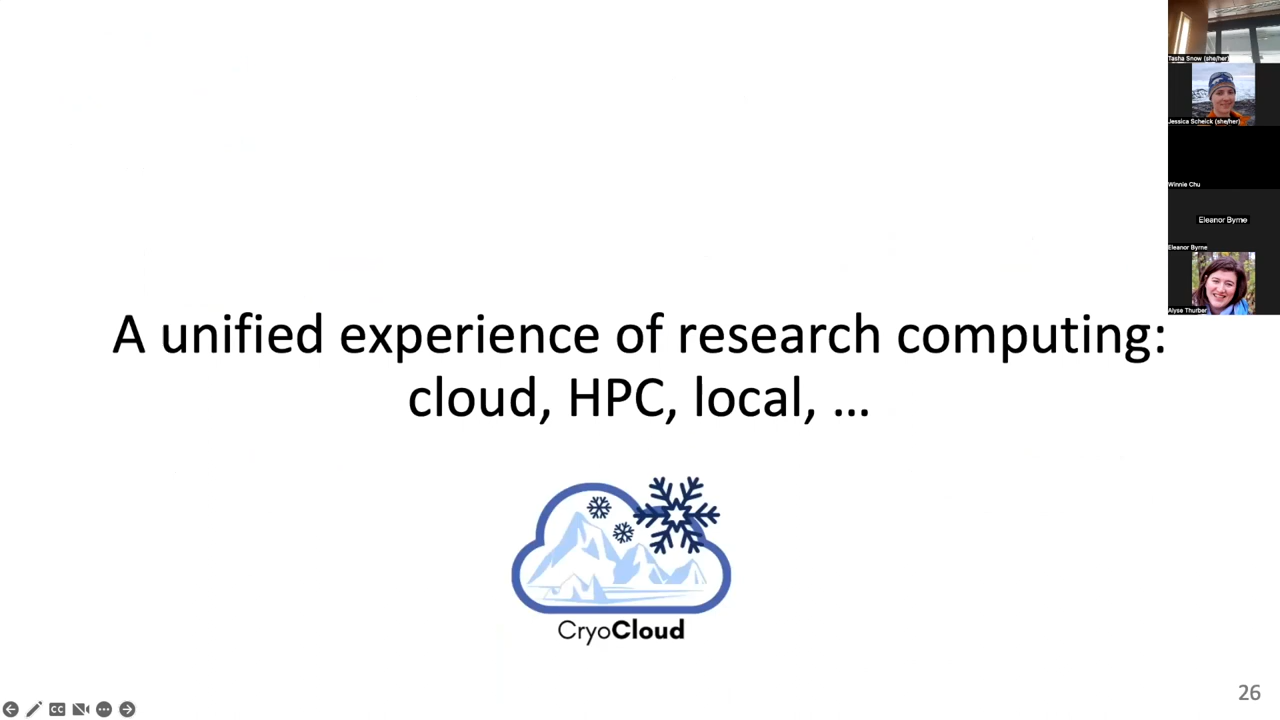 Tasha Snow (she/her)
Jessica Scheick (she/her)
Winnie Chu
Eleanor Byrne
Eleanor Byrne
Alyse Thurber
A unified experience of research computing:
cloud, HPC, local, …
CryoCloud
CC
26